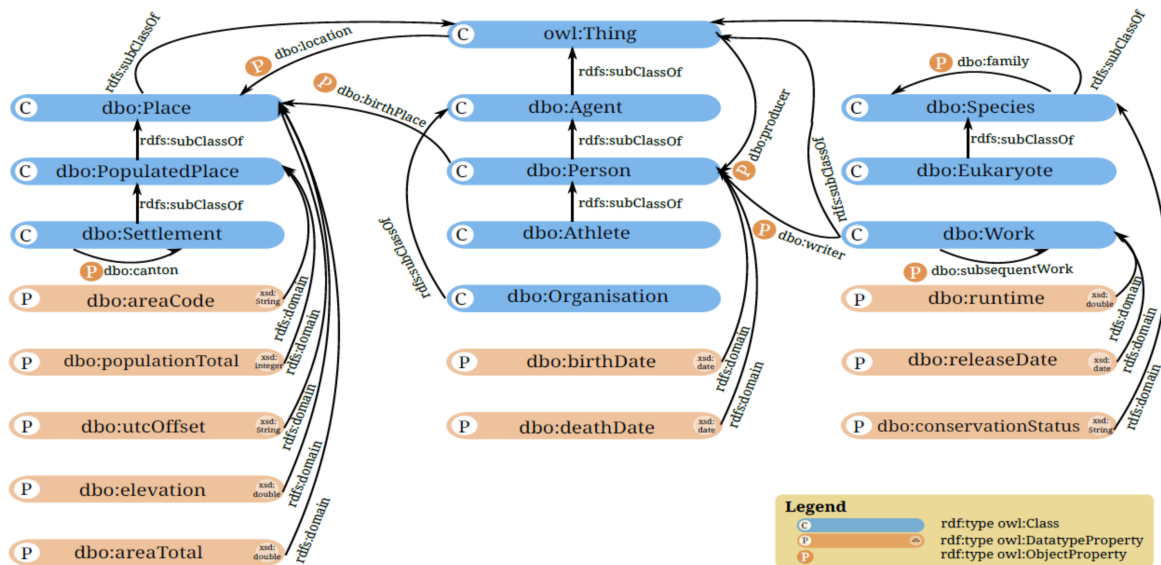 owl:Thing
rdfs:subClassOf
P dbo:location
P dbo:birthPlace
C dbo:Place
rdfs:subClassOf
C dbo:PopulatedPlace
rdfs:subClassOf
C dbo:Settlement
P dbo:canton
P dbo:areaCode xsd: String
rdfs:domain
P dbo:populationTotal xsd: integer
rdfs:domain
P dbo:utcOffset xsd: String
rdfs:domain
P dbo:elevation xsd: double
rdfs:domain
P dbo:areaTotal xsd: double
rdfs:domain
C
rdfs:subClassOf
C dbo:Agent
rdfs:subClassOf
C dbo:Person
rdfs:subClassOf
C dbo:Athlete
rdfs:subClassOf
C dbo:Organisation
P dbo:birthDate xsd: date
rdfs:domain
P dbo:deathDate xsd: date
rdfs:domain
P dbo:producer
P dbo:writer
rdfs:subClassOf
P dbo:family
rdfs:subClassOf
C dbo:Species
rdfs:subClassOf
C dbo:Eukaryote
C dbo:Work
P dbo:subsequentWork
P dbo:runtime xsd: double
rdfs:domain
P dbo:releaseDate xsd: date
rdfs:domain
P dbo:conservationStatus xsd: String
rdfs:domain
Legend
C rdf:type owl:Class
P rdf:type owl:DatatypeProperty
P rdf:type owl:ObjectProperty